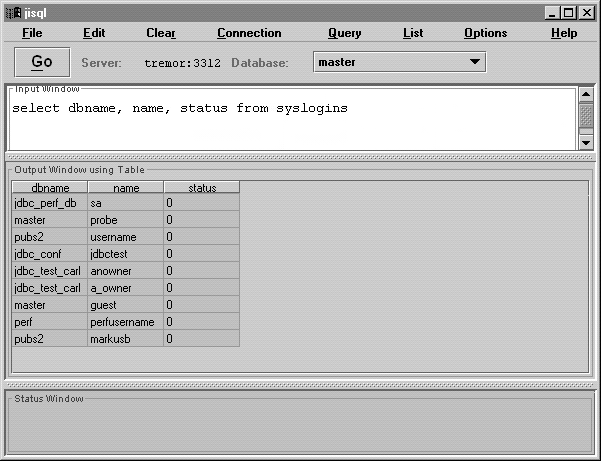 jisql
File Edit Clear Connection Query List Options Help
Go Server: tremor:3312 Database: master
Input Window
select dbname, name, status from syslogins
Output Window using Table
dbname name status
jdbc_perf_db sa 0
master probe 0
pubs2 username 0
jdbc_conf jdbctest 0
jdbc_test_carl anowner 0
jdbc_test_carl a_owner 0
master guest 0
perf perfusername 0
pubs2 markusb 0
Status Window